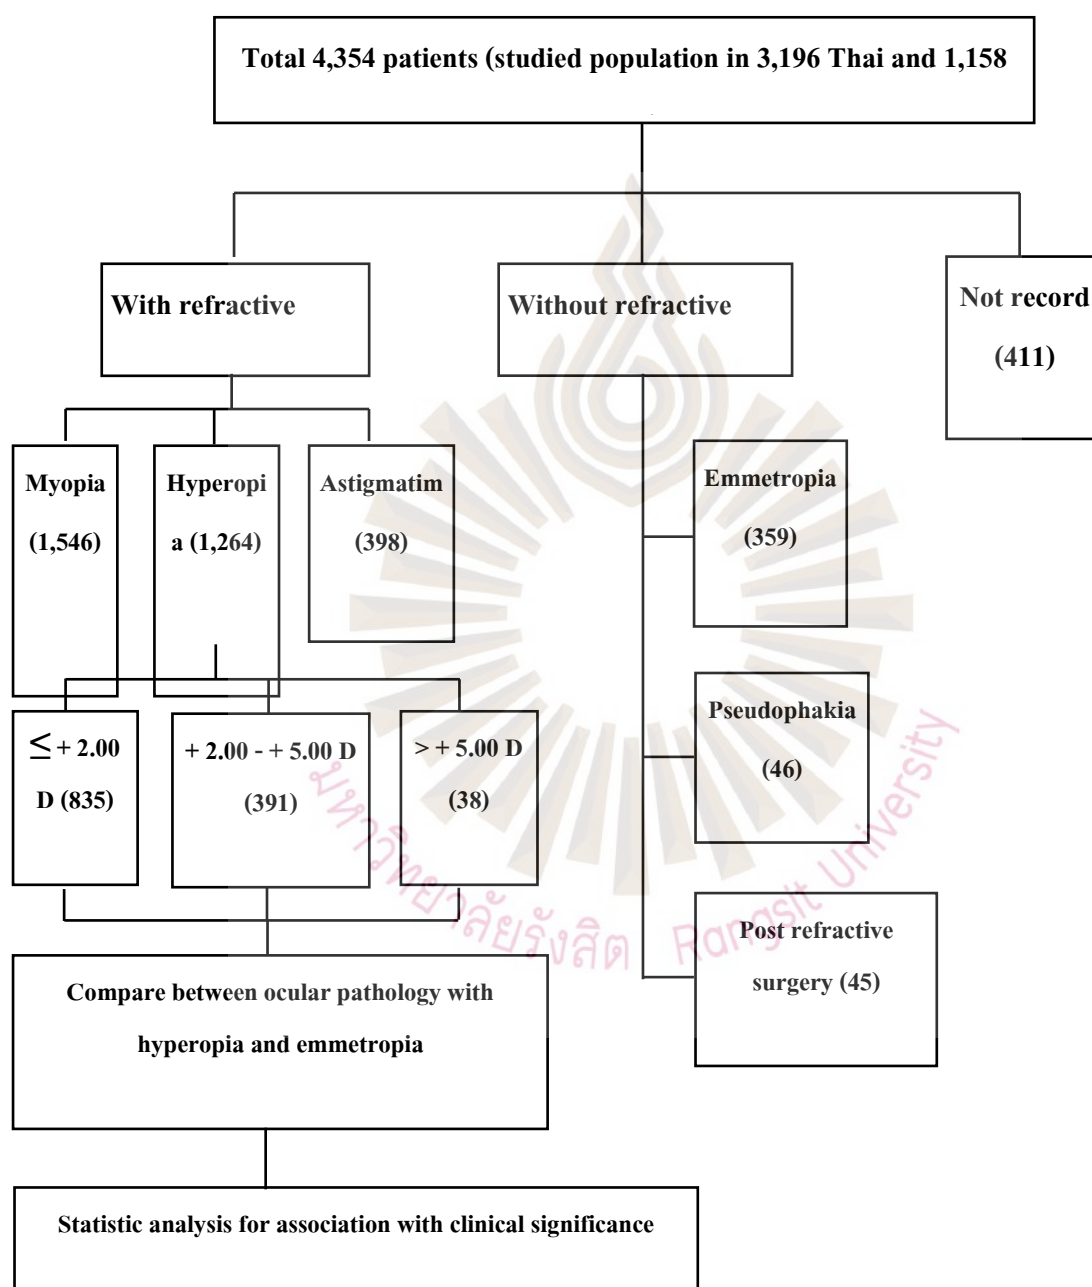 Total 4,354 patients (studied population in 3,196 Thai and 1,158
With refractive
Without refractive
Not record
(411)
Myopia
(1,546)
Hyperopi
a (1,264)
Astigmatim
(398)
Emmetropia
(359)
Pseudophakia
(46)
Post refractive
surgery (45)
≤ + 2.00
D (835)
+ 2.00 - + 5.00 D
(391)
> + 5.00 D
(38)
Compare between ocular pathology with
hyperopia and emmetropia
Statistic analysis for association with clinical significance
มหาวิทยาลัยรังสิต Rangsit University